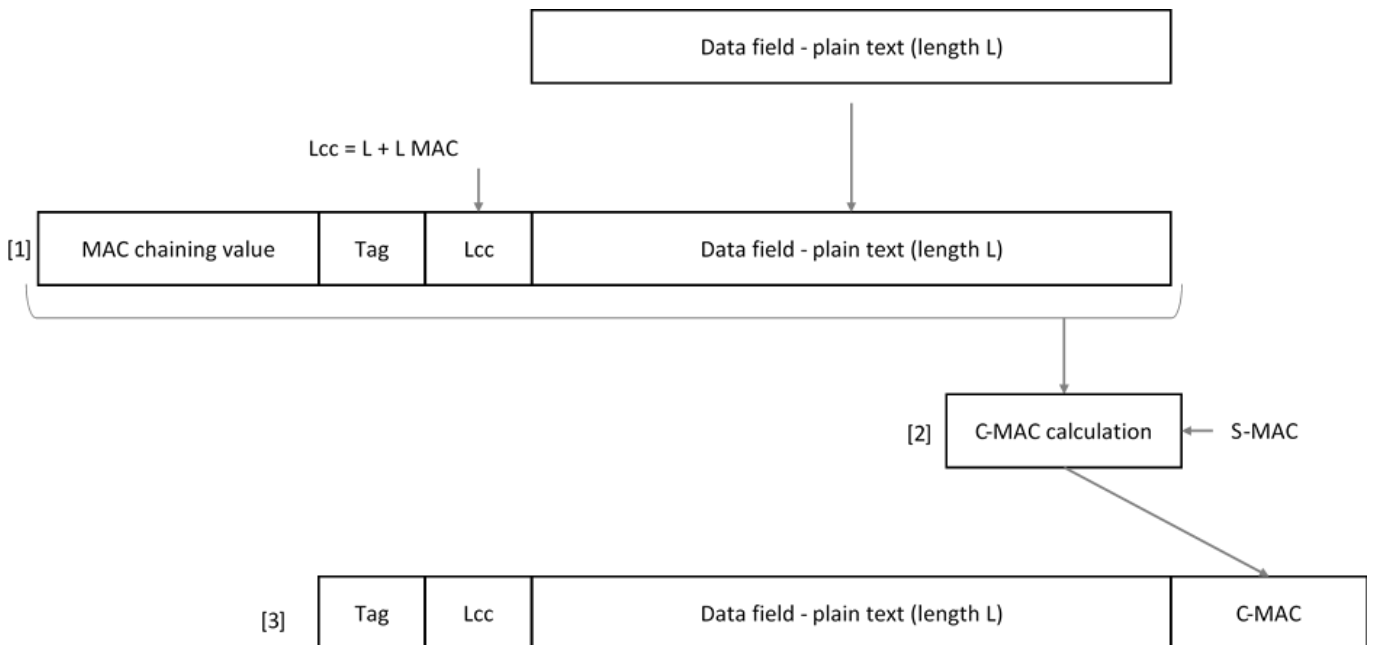 Data field - plain text (length L)
Lcc = L + L MAC
[1] MAC chaining value Tag Lcc Data field - plain text (length L)
[2] C-MAC calculation S-MAC
[3] Tag Lcc Data field - plain text (length L) C-MAC